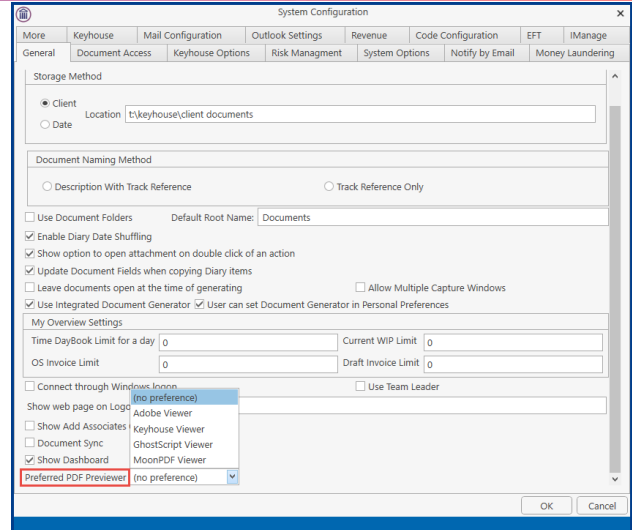 System Configuration
More Keyhouse Mail Configuration Outlook Settings Revenue Code Configuration EFT IManage
General Document Access Keyhouse Options Risk Managment System Options Notify by Email Money Laundering
Storage Method
Client
Location t:\keyhouse\client documents
Date
Document Naming Method
Description With Track Reference Track Reference Only
Use Document Folders Default Root Name: Documents
Enable Diary Date Shuffling
Show option to open attachment on double click of an action
Update Document Fields when copying Diary items
Leave documents open at the time of generating Allow Multiple Capture Windows
Use Integrated Document Generator User can set Document Generator in Personal Preferences
My Overview Settings
Time DayBook Limit for a day 0 Current WIP Limit 0
OS Invoice Limit 0 Draft Invoice Limit 0
Connect through Windows logon Use Team Leader
(no preference)
Show web page on Logo
Adobe Viewer
Show Add Associates
Keyhouse Viewer
Document Sync
GhostScript Viewer
Show Dashboard
MoonPDF Viewer
Preferred PDF Previewer (no preference)
OK Cancel